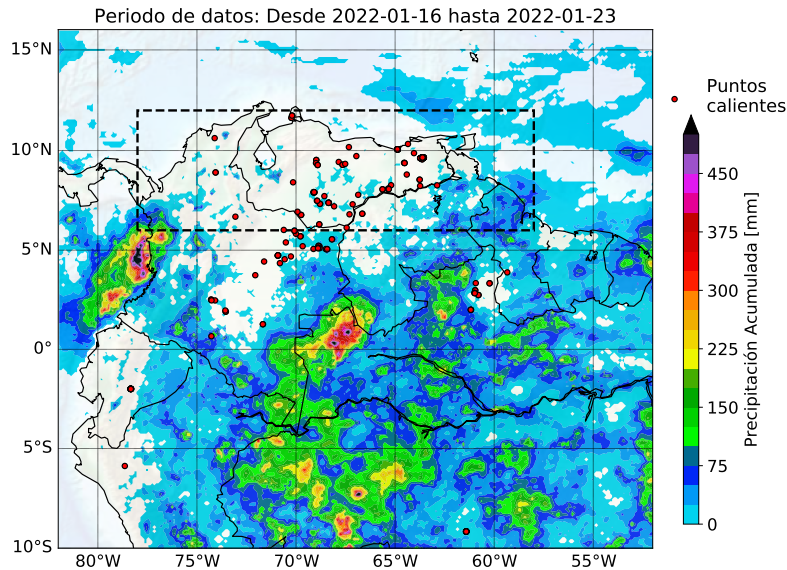 Periodo de datos: Desde 2022-01-16 hasta 2022-01-23
15°N
10°N
5°N
0°
5°S
10°S
80°W
75°W
70°W
65°W
60°W
55°W
Puntos
calientes
450
375
300
225
150
75
0
Precipitación Acumulada [mm]